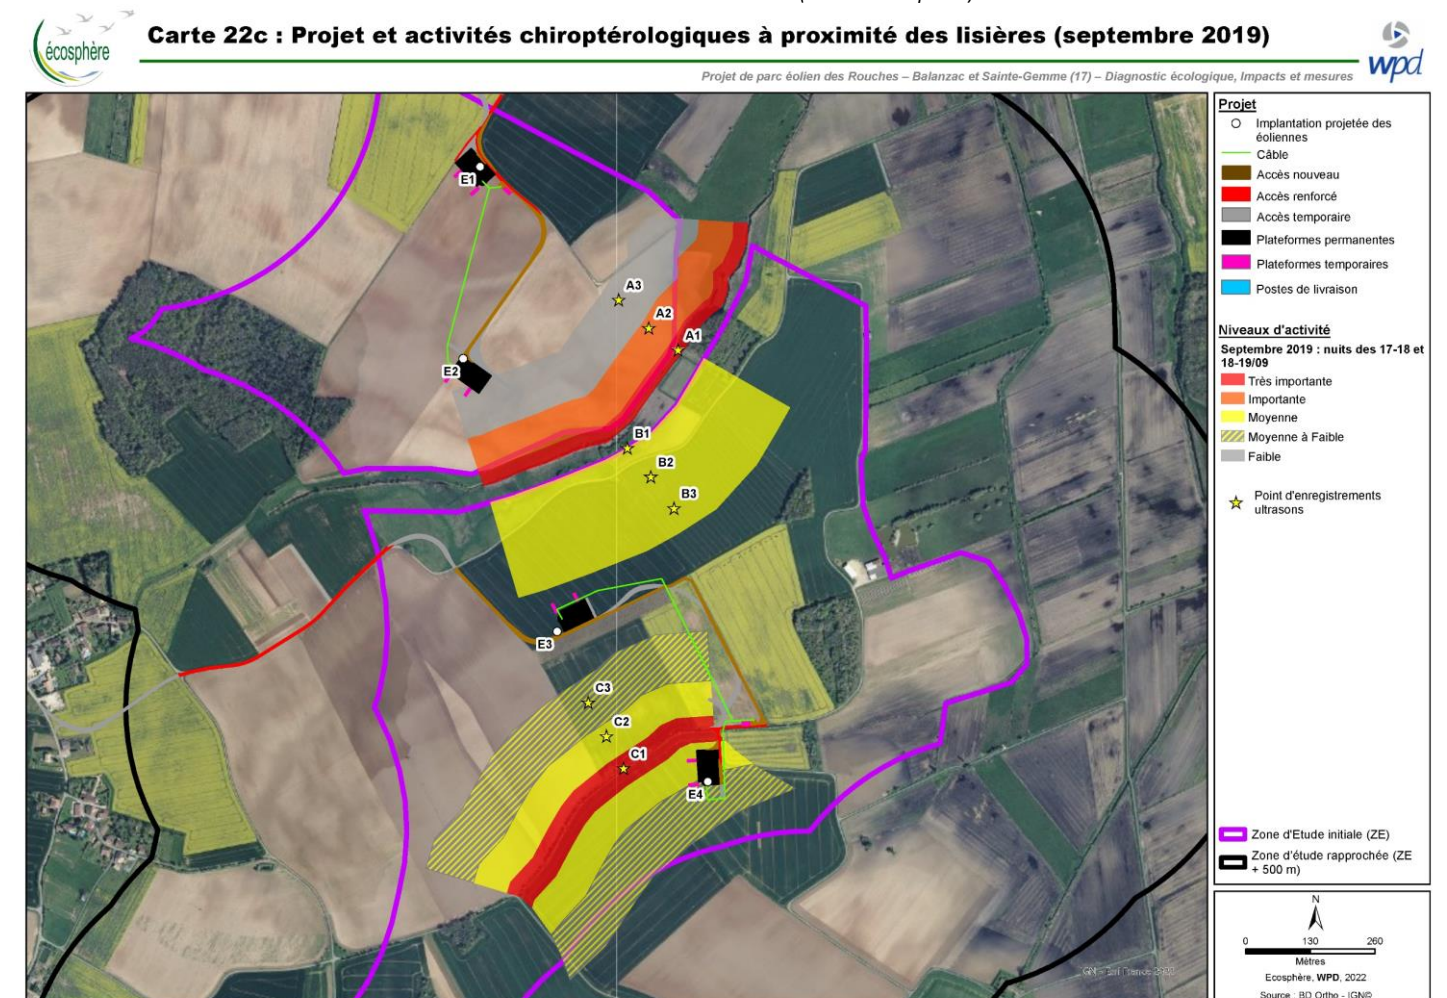 écosphère
Carte 22c : Projet et activités chiroptérologiques à proximité des lisières (septembre 2019)
wpd
Projet de parc éolien des Rouches – Balanzac et Sainte-Gemme (17) – Diagnostic écologique, Impacts et mesures
E1
A3
A2
A1
E2
B1
B2
B3
E3
C3
C2
C1
E4
Projet
Implantation projetée des
éoliennes
Câble
Accès nouveau
Accès renforcé
Accès temporaire
Plateformes permanentes
Plateformes temporaires
Postes de livraison
Niveaux d'activité
Septembre 2019 : nuits des 17-18 et
18-19/09
Très importante
Importante
Moyenne
Moyenne à Faible
Faible
Point d'enregistrements
ultrasons
Zone d'Etude initiale (ZE)
Zone d'étude rapprochée (ZE
+ 500 m)
N
0 130 260
Mètres
Ecosphère, WPD, 2022
Source : BD Ortho - IGN©